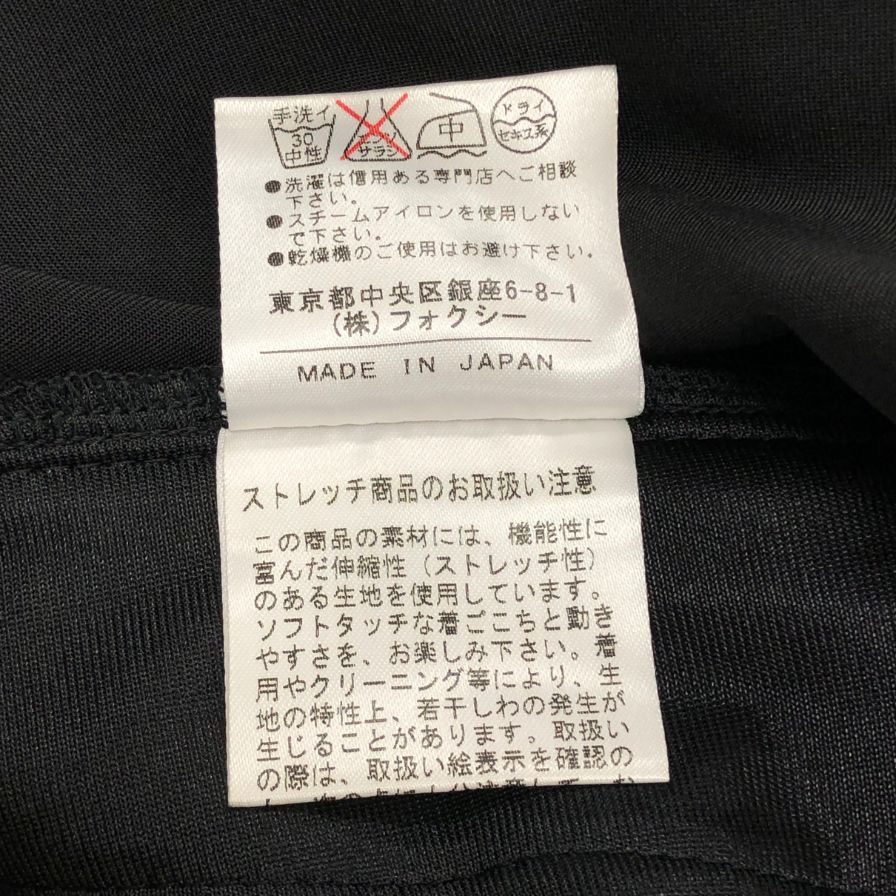 手洗イ
30
中性
エンソ
サラシ
中
ドライ
セキユ系
●洗濯は信用ある専門店へご相談
下さい。
●スチームアイロンを使用しない
で下さい。
●乾燥機のご使用はお避け下さい。
東京都中央区銀座6-8-1
(株)フォクシー
MADE IN JAPAN
ストレッチ商品のお取扱い注意
この商品の素材には、機能性に
富んだ伸縮性（ストレッチ性）
のある生地を使用しています。
ソフトタッチな着ごこちと動き
やすさを、お楽しみ下さい。着
用やクリーニング等により、生
地の特性上、若干しわの発生が
生じることがあります。取扱い
の際は、取扱い絵表示を確認の